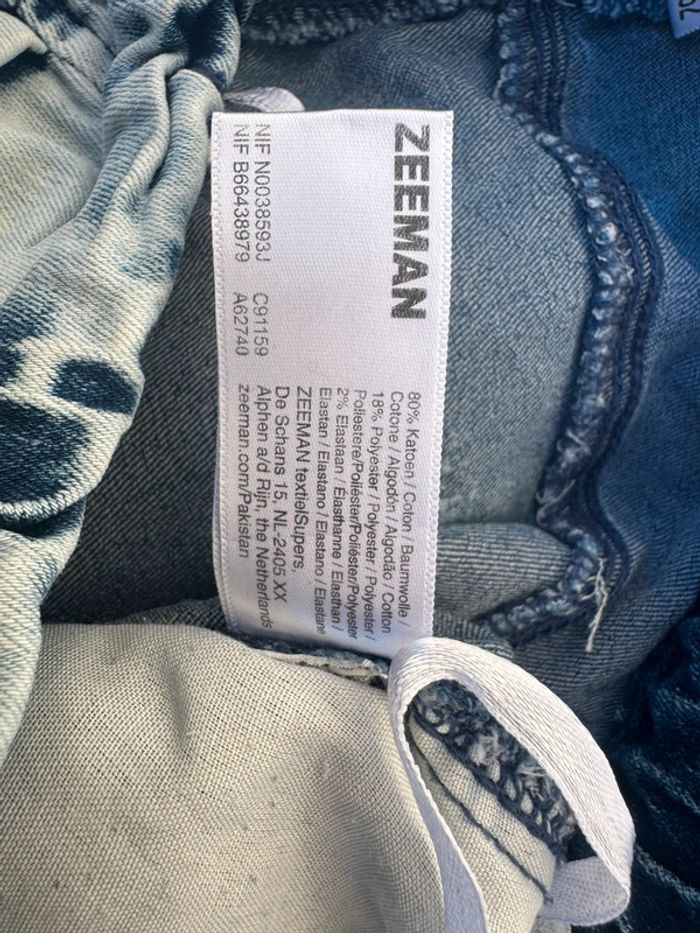 ZEEMAN
80% Katoen / Coton / Baumwolle /
Cotone / Algodón / Algodão / Cotton
18% Polyester / Polyester / Polyester /
Poliestere/Poliéster/Poliéster/Polyester
2% Elastaan / Élasthanne / Elasthan /
Elastan / Elastano / Elastano / Elastane
ZEEMAN textielSupers,
De Schans 15, NL-2405 XX
Alphen a/d Rijn, the Netherlands
zeeman.com/Pakistan
NIF N0038593J C91159
NIF B66438979 A62740